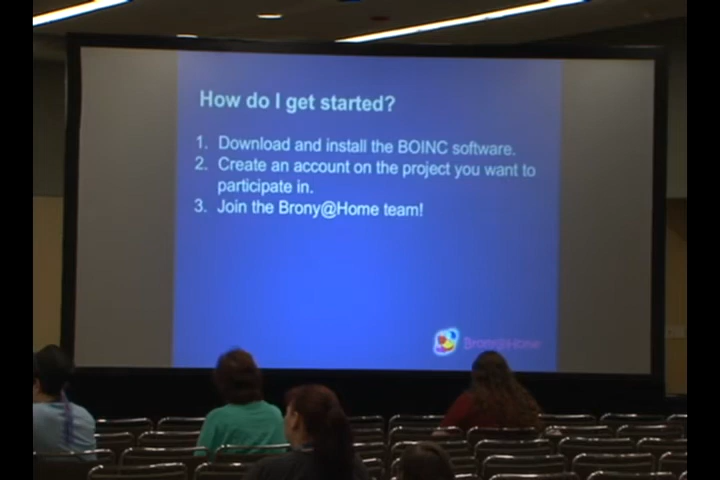 How do I get started?
1. Download and install the BOINC software.
2. Create an account on the project you want to
participate in.
3. Join the Brony@Home team!
Brony@Home